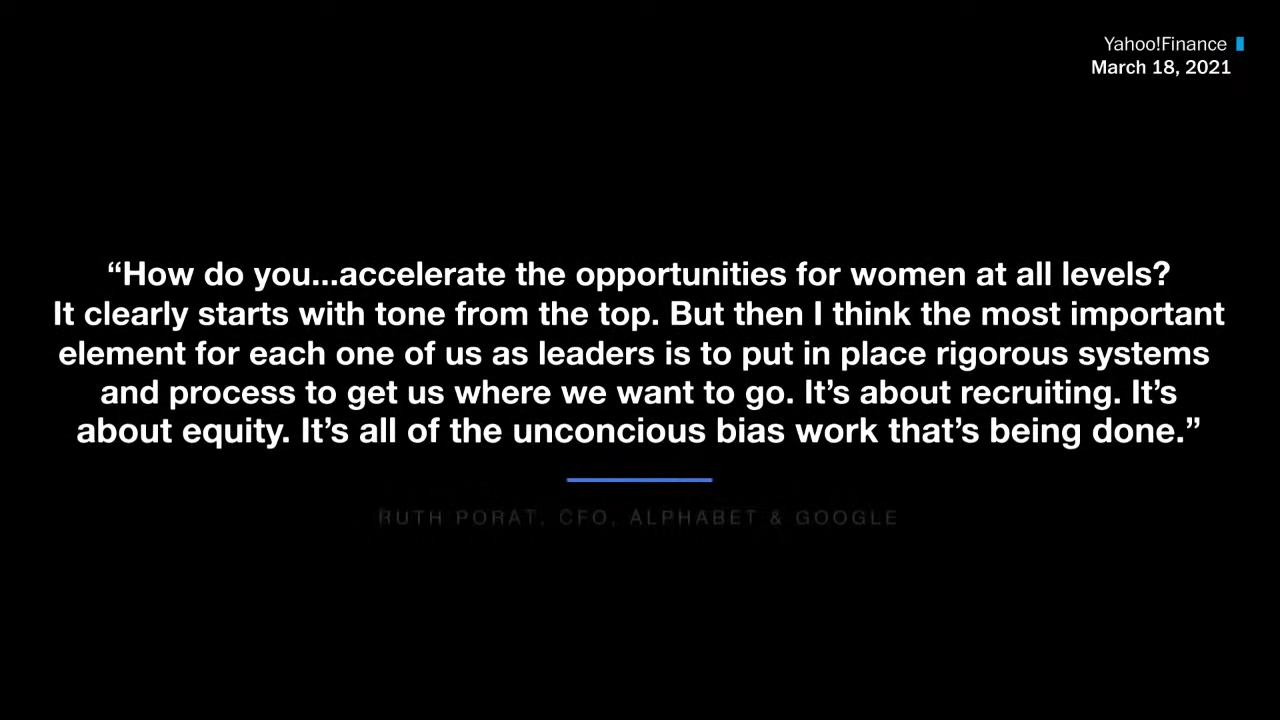 Yahoo!Finance
March 18, 2021
“How do you...accelerate the opportunities for women at all levels?
It clearly starts with tone from the top. But then I think the most important
element for each one of us as leaders is to put in place rigorous systems
and process to get us where we want to go. It’s about recruiting. It’s
about equity. It’s all of the unconcious bias work that’s being done.”
RUTH PORAT, CFO, ALPHABET & GOOGLE